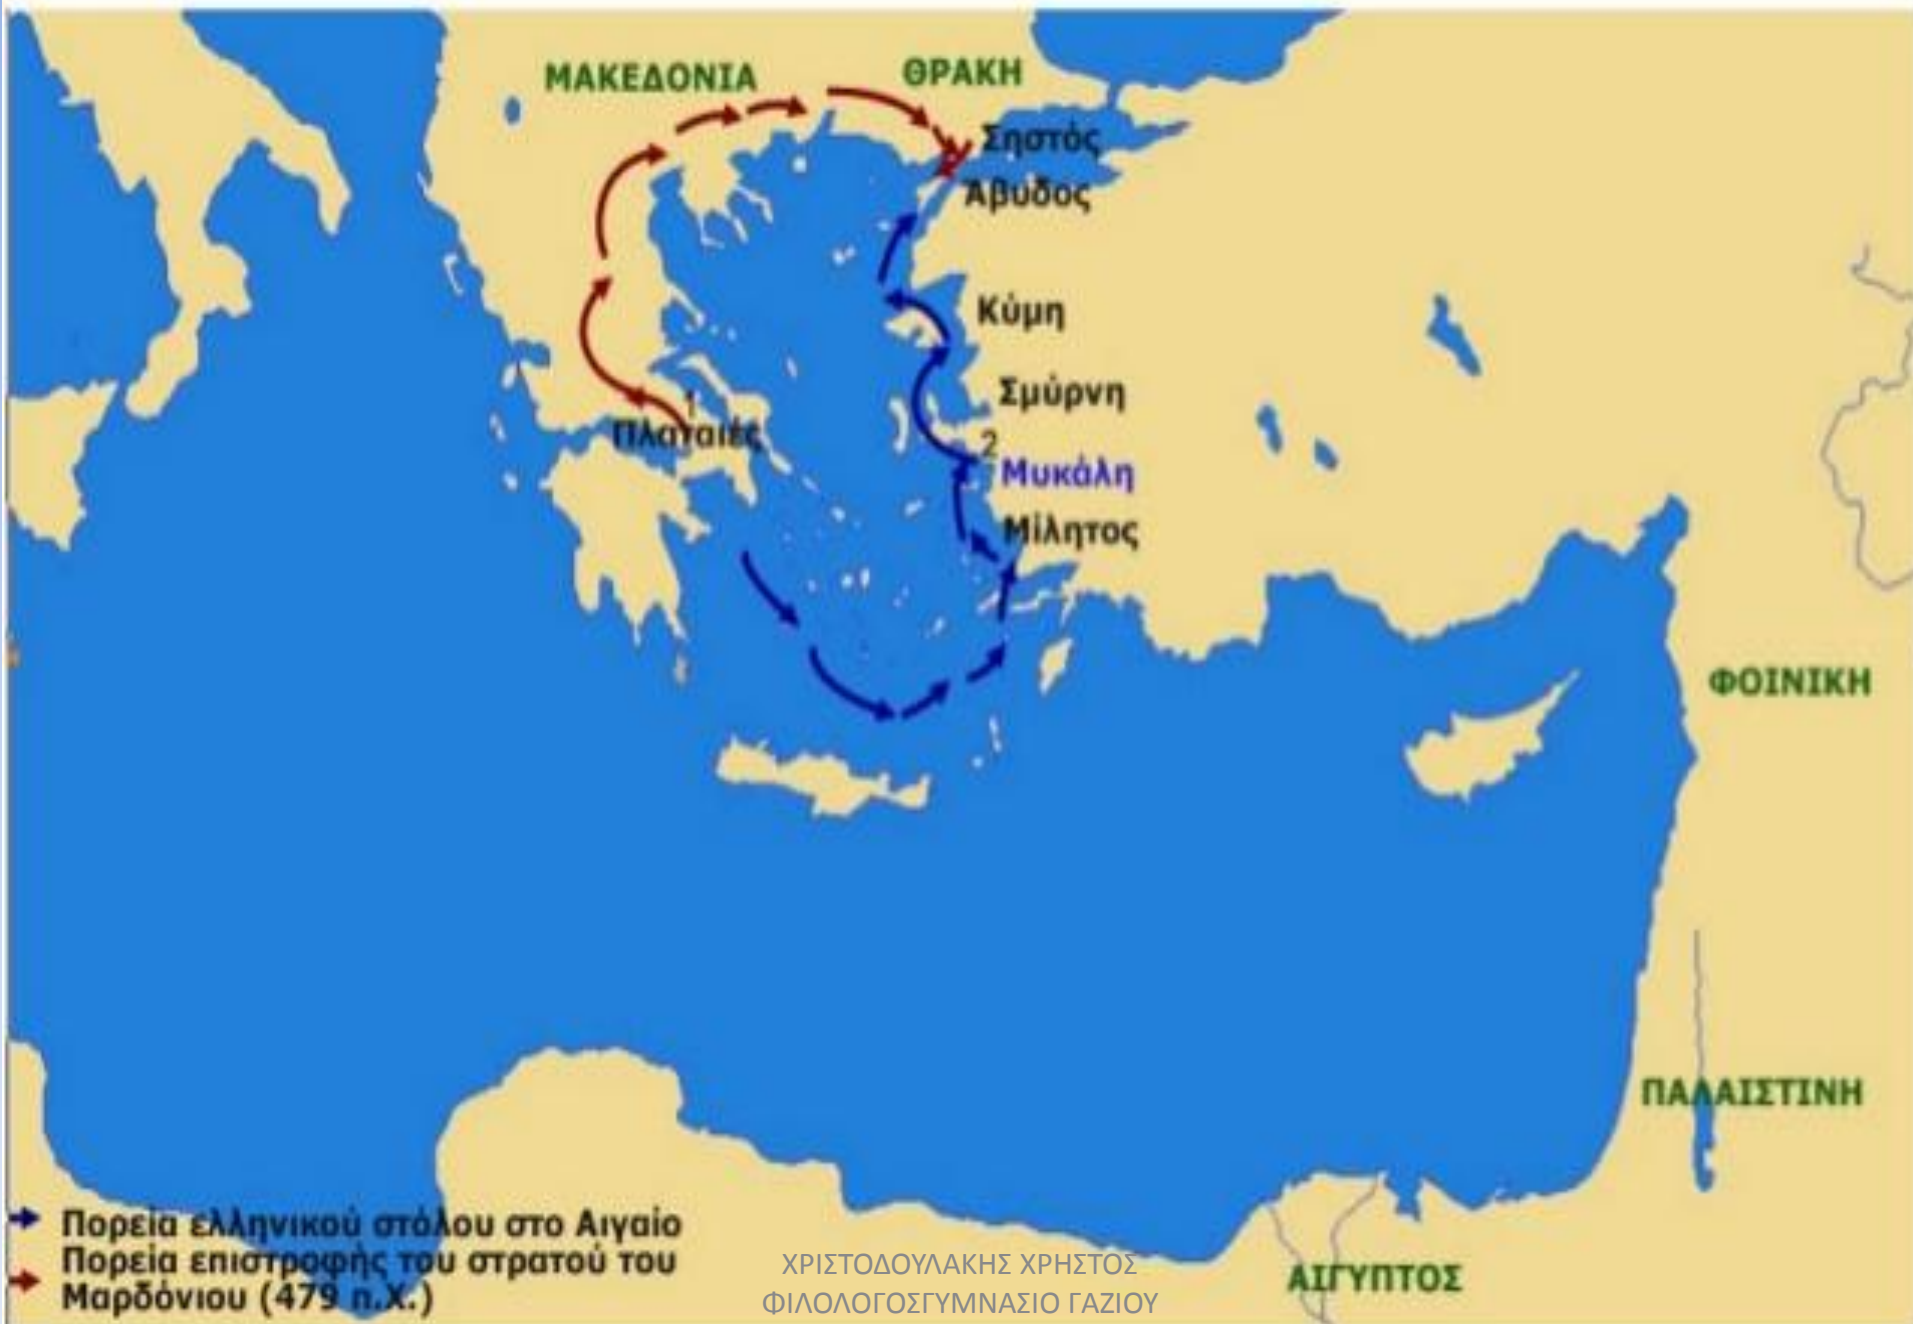 ΜΑΚΕΔΟΝΙΑ
ΘΡΑΚΗ
Σηστός
Άβυδος
Κύμη
Σμύρνη
1
Πλαταιές
2
Μυκάλη
Μίλητος
ΦΟΙΝΙΚΗ
ΠΑΛΑΙΣΤΙΝΗ
ΑΙΓΥΠΤΟΣ
Πορεία ελληνικού στόλου στο Αιγαίο
Πορεία επιστροφής του στρατού του
Μαρδόνιου (479 π.Χ.)
ΧΡΙΣΤΟΔΟΥΛΑΚΗΣ ΧΡΗΣΤΟΣ
ΦΙΛΟΛΟΓΟΣΓΥΜΝΑΣΙΟ ΓΑΖΙΟΥ